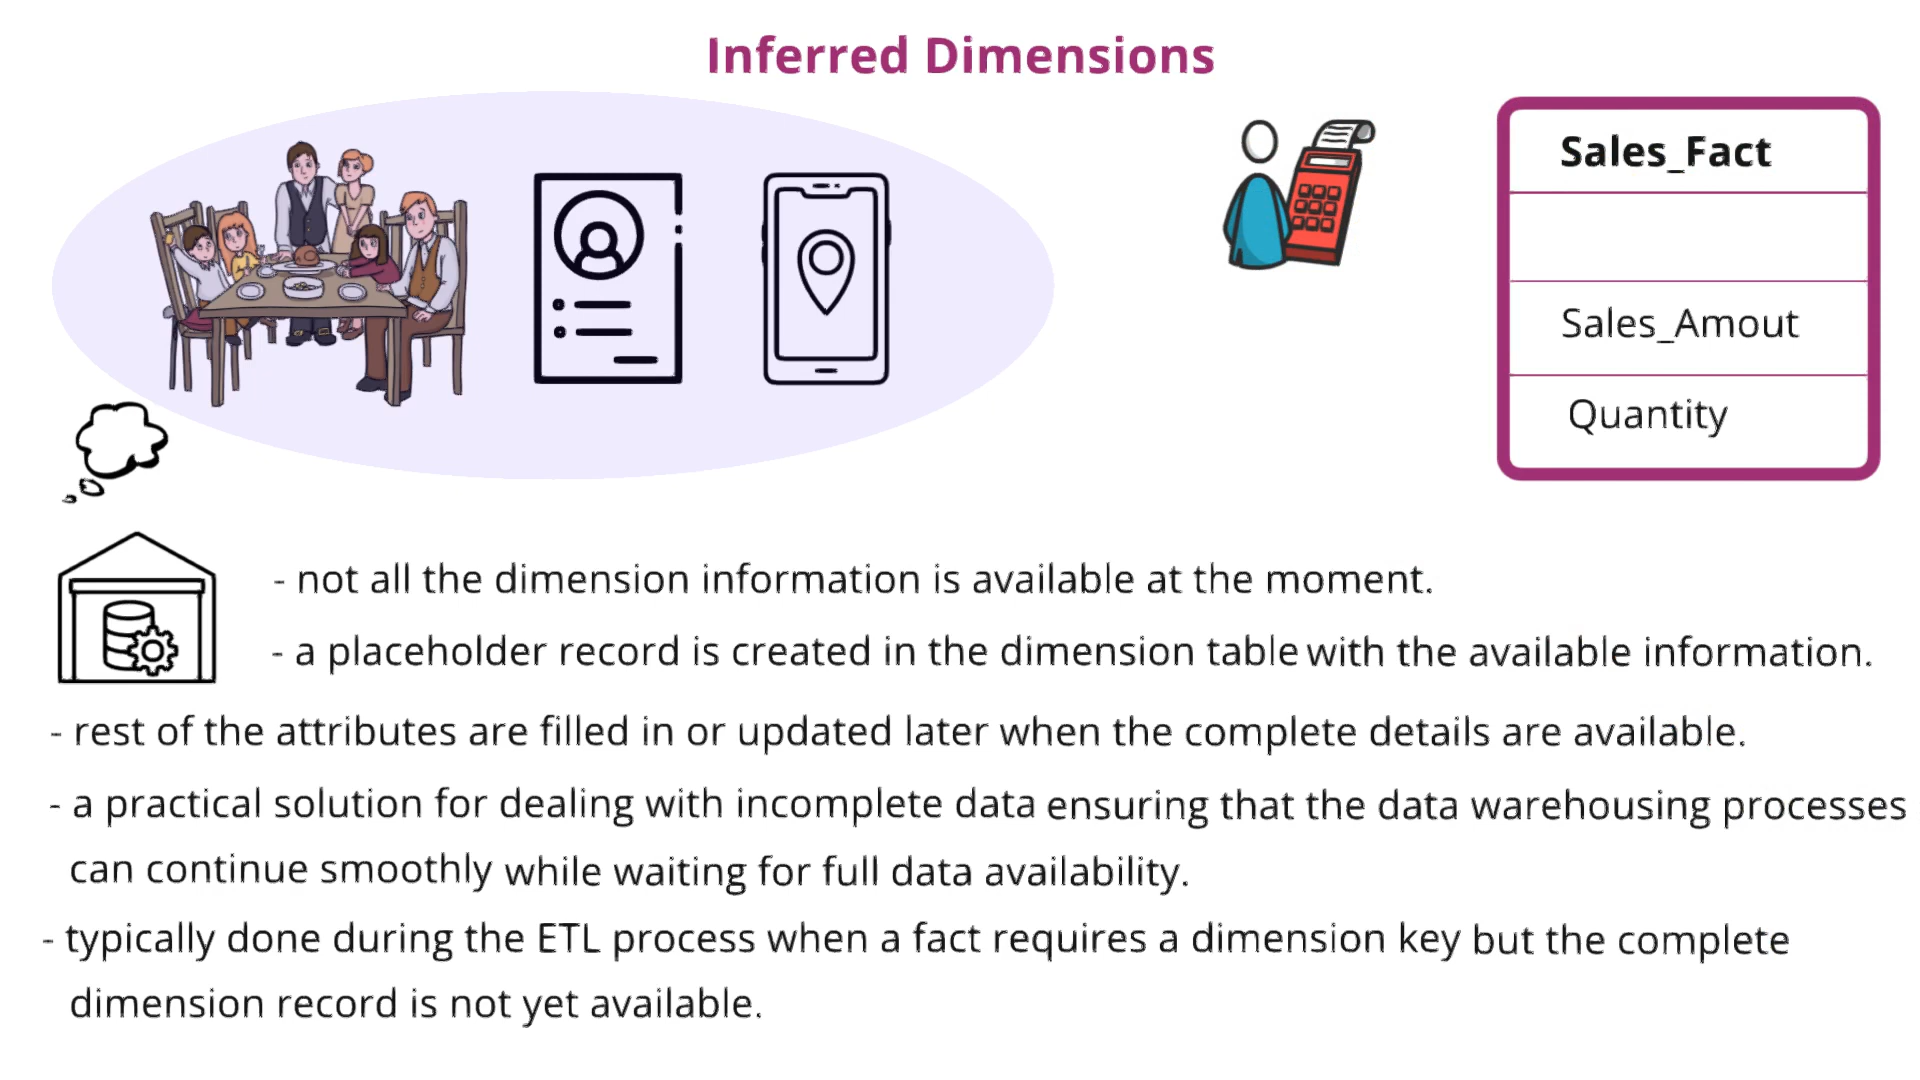 Inferred Dimensions
Sales_Fact
Sales_Amout
Quantity
- not all the dimension information is available at the moment.
- a placeholder record is created in the dimension table with the available information.
- rest of the attributes are filled in or updated later when the complete details are available.
- a practical solution for dealing with incomplete data ensuring that the data warehousing processes
can continue smoothly while waiting for full data availability.
- typically done during the ETL process when a fact requires a dimension key but the complete
dimension record is not yet available.